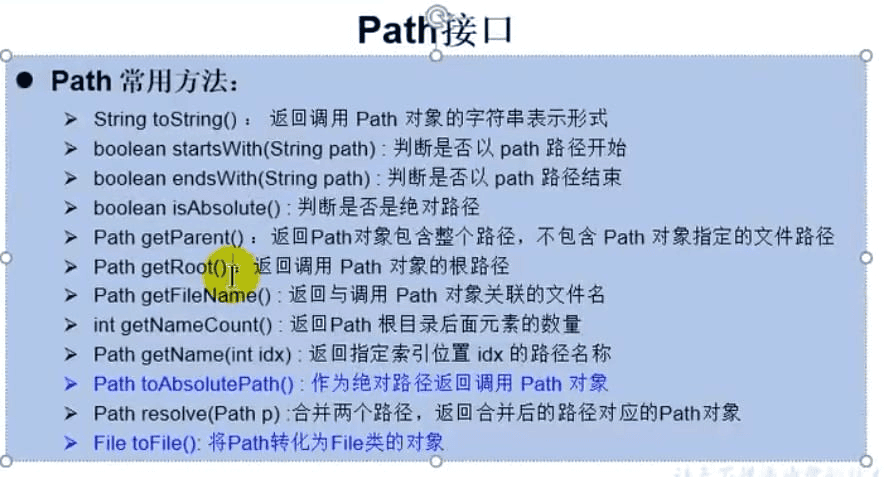 Path接口
● Path 常用方法：
➤ String toString() ： 返回调用 Path 对象的字符串表示形式
➤ boolean startsWith(String path) : 判断是否以 path 路径开始
➤ boolean endsWith(String path) : 判断是否以 path 路径结束
➤ boolean isAbsolute() : 判断是否是绝对路径
➤ Path getParent() ：返回Path对象包含整个路径，不包含 Path 对象指定的文件路径
➤ Path getRoot() ：返回调用 Path 对象的根路径
➤ Path getFileName() : 返回与调用 Path 对象关联的文件名
➤ int getNameCount() : 返回Path 根目录后面元素的数量
➤ Path getName(int idx) : 返回指定索引位置 idx 的路径名称
➤ Path toAbsolutePath() : 作为绝对路径返回调用 Path 对象
➤ Path resolve(Path p) :合并两个路径，返回合并后的路径对应的Path对象
➤ File toFile(): 将Path转化为File类的对象